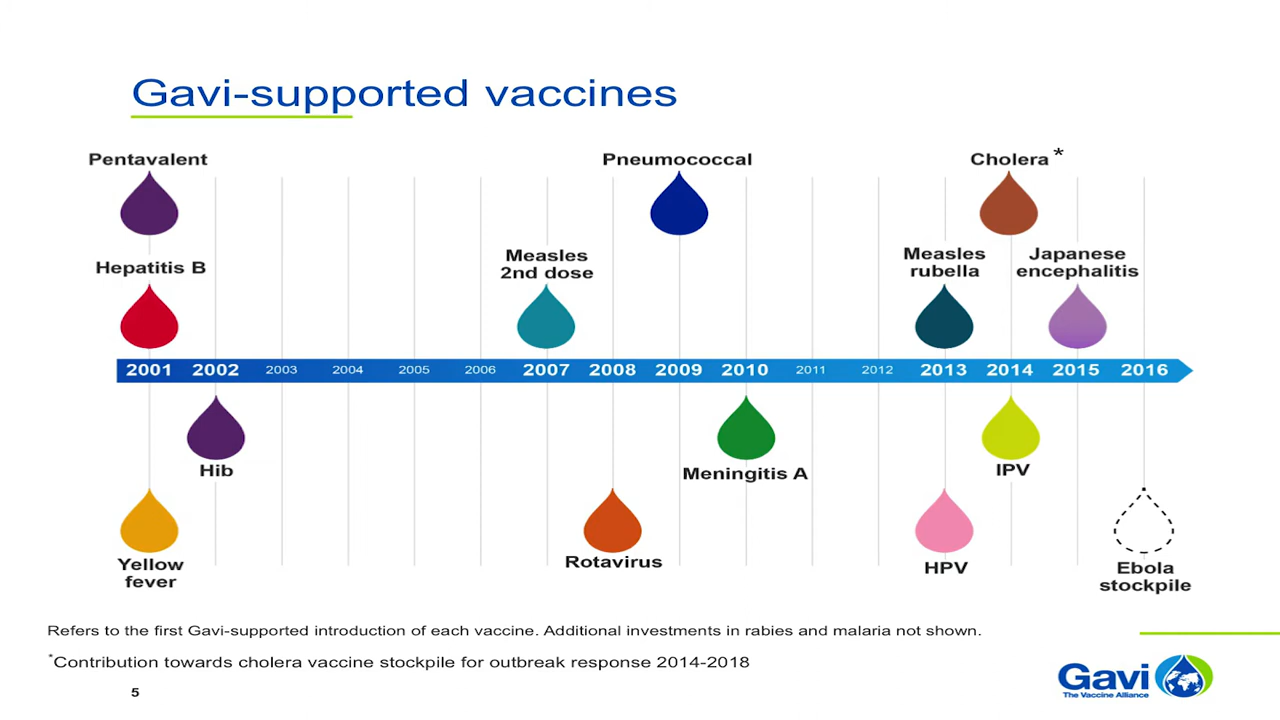 Gavi-supported vaccines
Pentavalent
Pneumococcal
Cholera *
Hepatitis B
Measles
2nd dose
Measles
rubella
Japanese
encephalitis
2001 2002 2003 2004 2005 2006 2007 2008 2009 2010 2011 2012 2013 2014 2015 2016
Hib
Meningitis A
IPV
Yellow
fever
Rotavirus
HPV
Ebola
stockpile
Refers to the first Gavi-supported introduction of each vaccine. Additional investments in rabies and malaria not shown.
*Contribution towards cholera vaccine stockpile for outbreak response 2014-2018
5
Gavi
The Vaccine Alliance